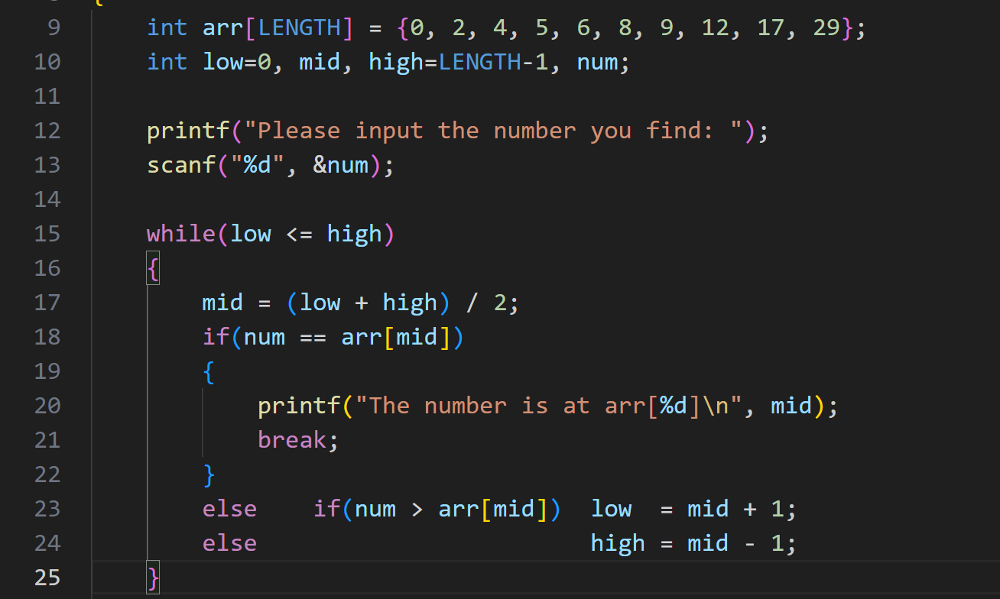 {
9 int arr[LENGTH] = {0, 2, 4, 5, 6, 8, 9, 12, 17, 29};
10 int low=0, mid, high=LENGTH-1, num;
11
12 printf("Please input the number you find: ");
13 scanf("%d", &num);
14
15 while(low <= high)
16 {
17 mid = (low + high) / 2;
18 if(num == arr[mid])
19 {
20 printf("The number is at arr[%d]\n", mid);
21 break;
22 }
23 else if(num > arr[mid]) low = mid + 1;
24 else high = mid - 1;
25 }